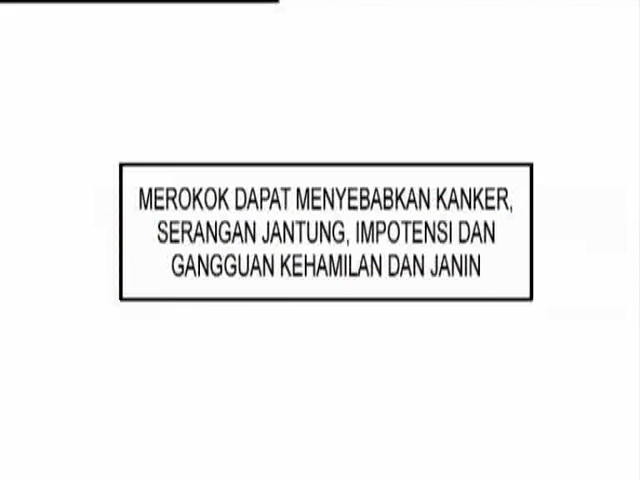 MEROKOK DAPAT MENYEBABKAN KANKER,
SERANGAN JANTUNG, IMPOTENSI DAN
GANGGUAN KEHAMILAN DAN JANIN